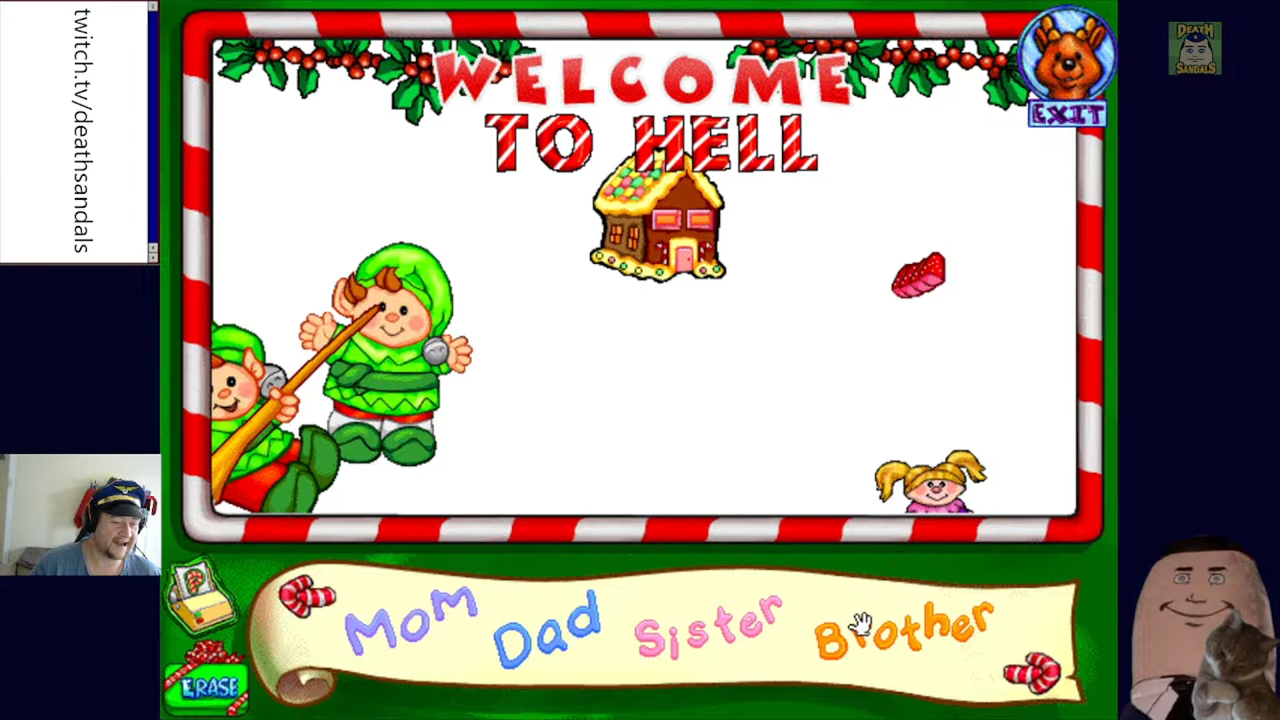 twitch.tv/deathsandals
DEATH
SANDALS
WELCOME
TO HELL
EXIT
Mom Dad Sister Brother
ERASE